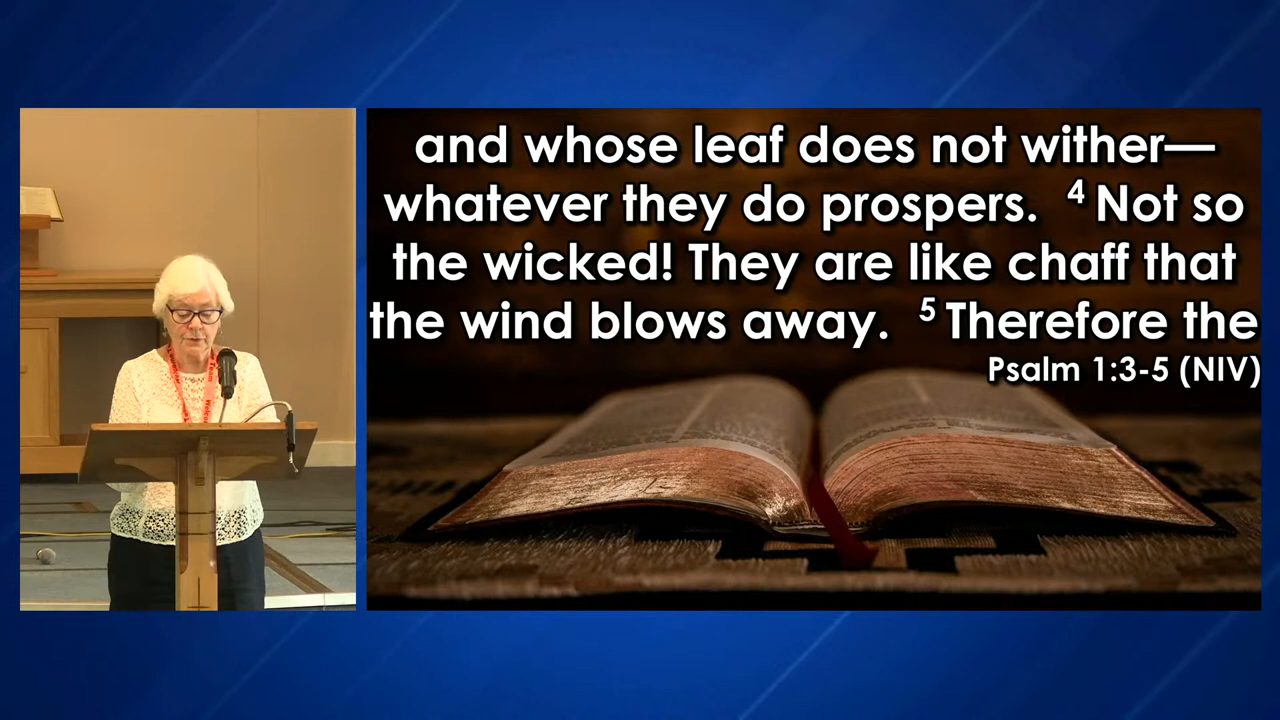 and whose leaf does not wither—
whatever they do prospers. ⁴ Not so
the wicked! They are like chaff that
the wind blows away. ⁵ Therefore the
Psalm 1:3-5 (NIV)